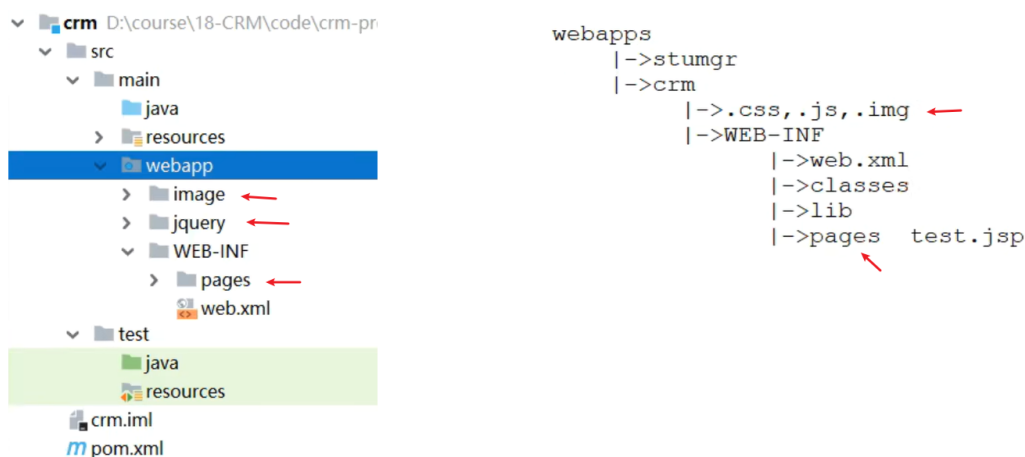 crm D:\course\18-CRM\code\crm-pr
src
main
java
resources
webapp
image
jquery
WEB-INF
pages
web.xml
test
java
resources
crm.iml
pom.xml
webapps
|->stumgr
|->crm
|->.css,.js,.img
|->WEB-INF
|->web.xml
|->classes
|->lib
|->pages test.jsp